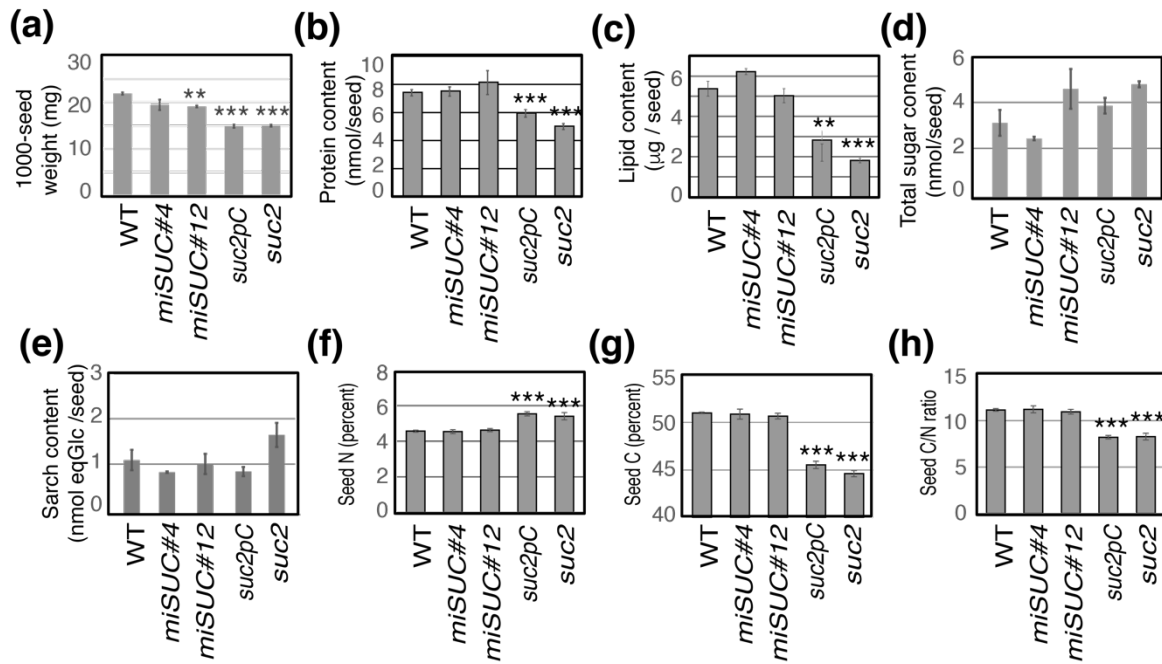 (a)
1000-seed
weight (mg)
30
20
10
0
**
***
***
WT
miSUC#4
miSUC#12
suc2pC
suc2
(b)
Protein content
(nmol/seed)
10
8
6
4
2
0
***
***
WT
miSUC#4
miSUC#12
suc2pC
suc2
(c)
Lipid content
(µg / seed)
6
4
2
0
**
***
WT
miSUC#4
miSUC#12
suc2pC
suc2
(d)
Total sugar conent
(nmol/seed)
6
4
2
0
WT
miSUC#4
miSUC#12
suc2pC
suc2
(e)
Sarch content
(nmol eqGlc /seed)
3
2
1
0
WT
miSUC#4
miSUC#12
suc2pC
suc2
(f)
Seed N (percent)
8
6
4
2
0
***
***
WT
miSUC#4
miSUC#12
suc2pC
suc2
(g)
Seed C (percent)
55
50
45
40
***
***
WT
miSUC#4
miSUC#12
suc2pC
suc2
(h)
Seed C/N ratio
15
10
5
0
***
***
WT
miSUC#4
miSUC#12
suc2pC
suc2